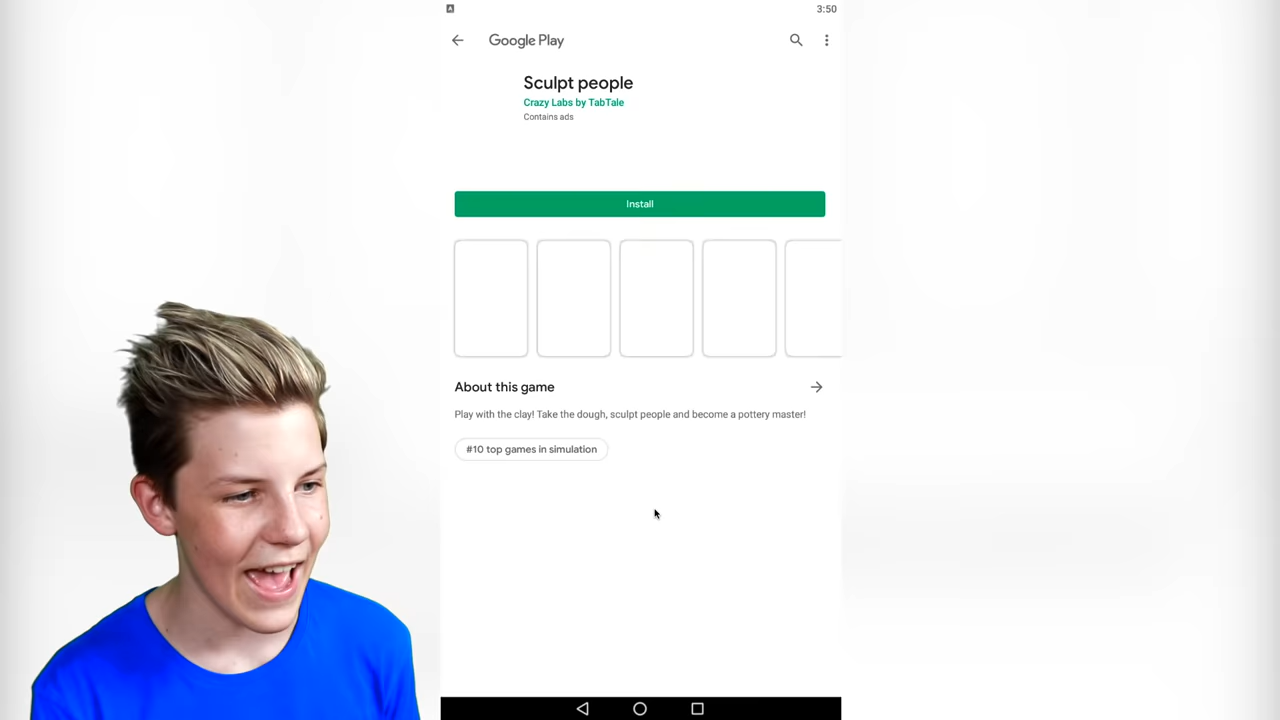 3:50
Google Play
Sculpt people
Crazy Labs by TabTale
Contains ads
Install
About this game
Play with the clay! Take the dough, sculpt people and become a pottery master!
#10 top games in simulation